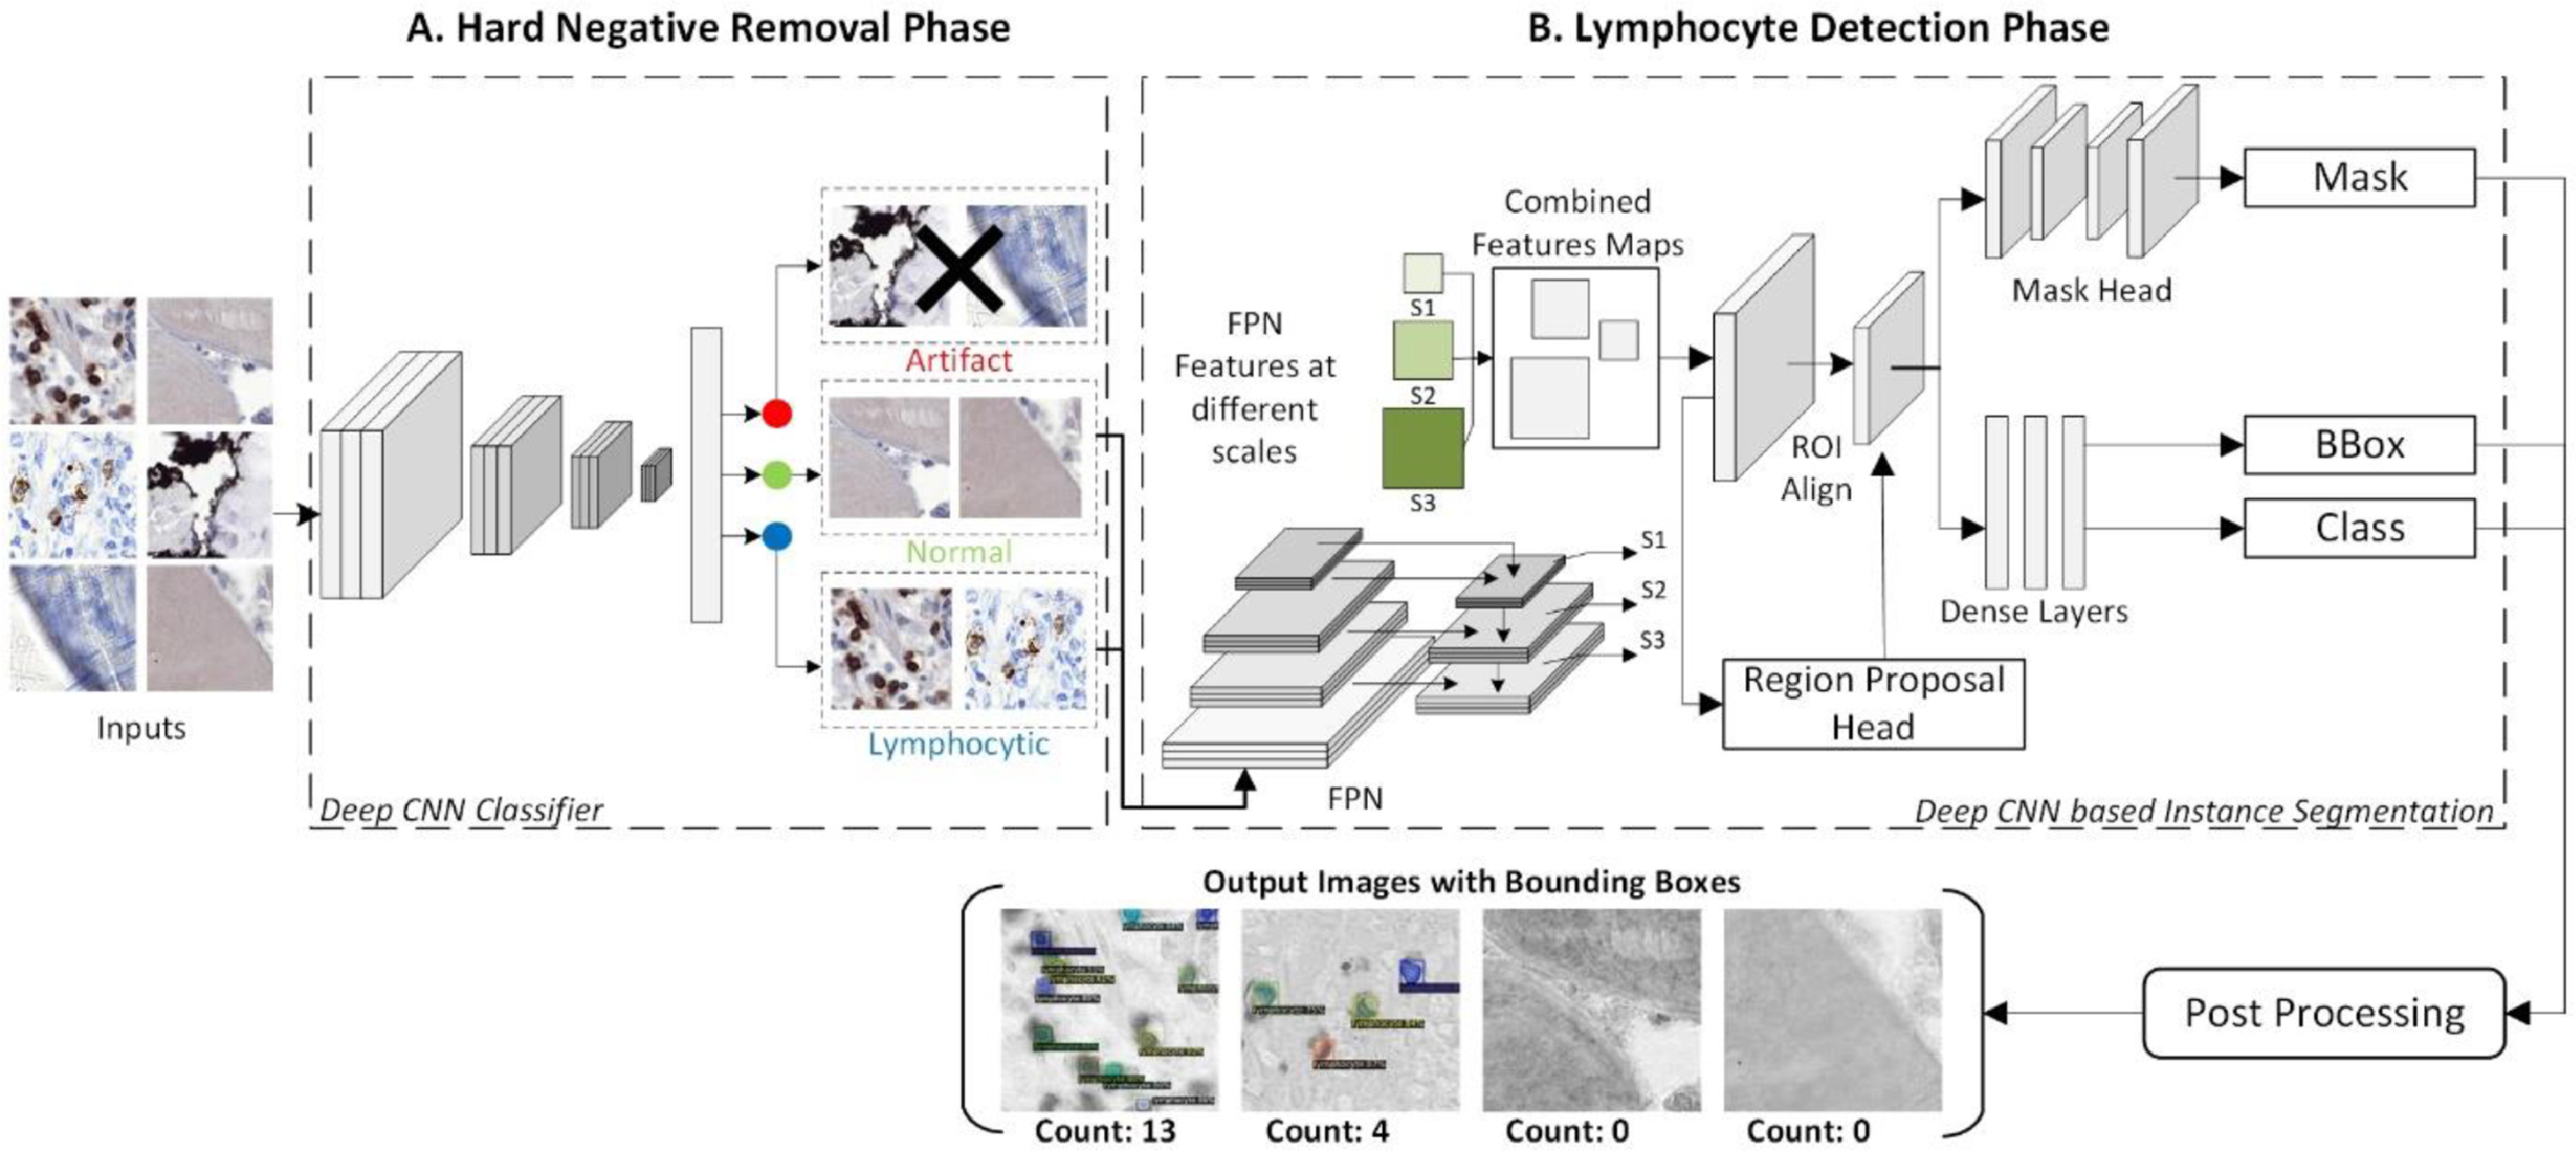 A. Hard Negative Removal Phase
B. Lymphocyte Detection Phase
Inputs
Artifact
Normal
Lymphocytic
Deep CNN Classifier
FPN
Features at
different
scales
S1
S2
S3
Combined
Features Maps
S1
S2
S3
FPN
ROI
Align
Region Proposal
Head
Mask Head
Dense Layers
Mask
BBox
Class
Deep CNN based Instance Segmentation
Output Images with Bounding Boxes
Count: 13
Count: 4
Count: 0
Count: 0
Post Processing